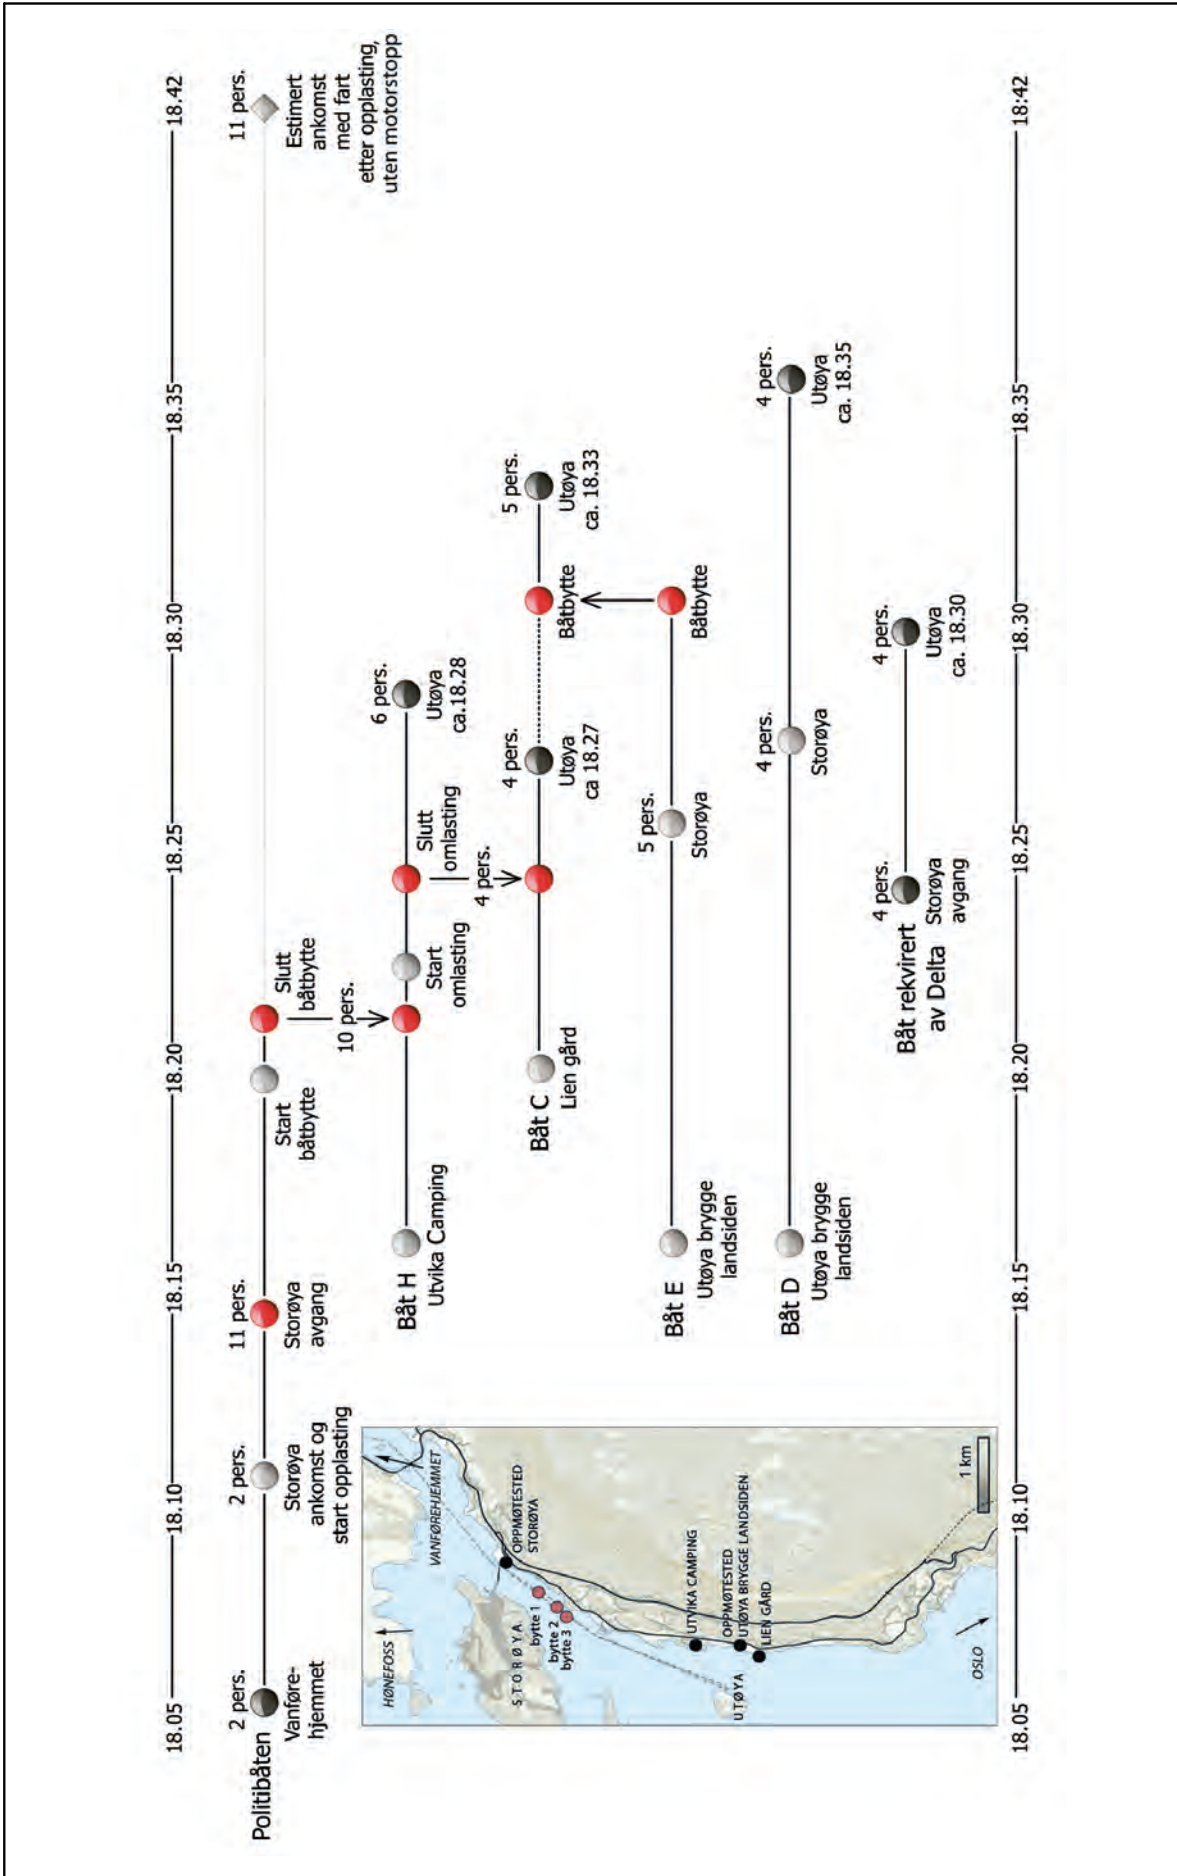 18.05 18.10 18.15 18.20 18.25 18.30 18.35 18.42
Politibåten
2 pers.
Vanføre-
hjemmet
2 pers.
Storøya
ankomst og
start opplasting
11 pers.
Storøya
avgang
Start
båtbytte
Slutt
båtbytte
10 pers.
11 pers.
Estimert
ankomst
med fart
etter opplasting,
uten motorstopp
Båt H
Utvika Camping
Start
omlasting
Slutt
omlasting
4 pers.
6 pers.
Utøya
ca.18.28
Båt C
Lien gård
4 pers.
Utøya
ca 18.27
Båtbytte
5 pers.
Utøya
ca. 18.33
Båt E
Utøya brygge
landsiden
5 pers.
Storøya
Båtbytte
Båt D
Utøya brygge
landsiden
4 pers.
Storøya
4 pers.
Utøya
ca. 18.35
Båt rekvirert
av Delta
4 pers.
Storøya
avgang
4 pers.
Utøya
ca. 18.30
HØNEFOSS
VANFØREHJEMMET
STORØYA
OPPMØTESTED
STORØYA
bytte 1
bytte 2
bytte 3
UTVIKA CAMPING
OPPMØTESTED
UTØYA BRYGGE LANDSIDEN
LIEN GÅRD
UTØYA
OSLO
1 km
18.05 18.10 18.15 18.20 18.25 18.30 18.35 18:42